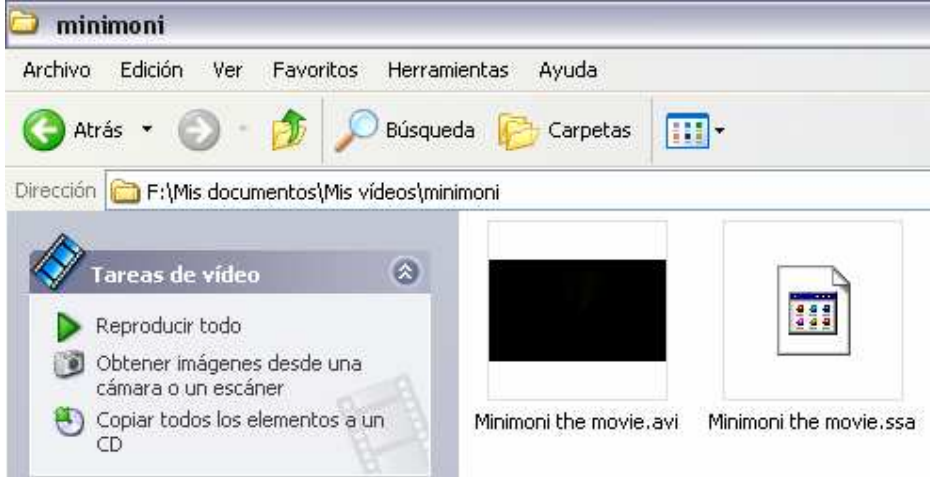 minimoni
Archivo Edición Ver Favoritos Herramientas Ayuda
Atrás Búsqueda Carpetas
Dirección F:\Mis documentos\Mis vídeos\minimoni
Tareas de vídeo
Reproducir todo
Obtener imágenes desde una
cámara o un escáner
Copiar todos los elementos a un
CD
Minimoni the movie.avi Minimoni the movie.ssa